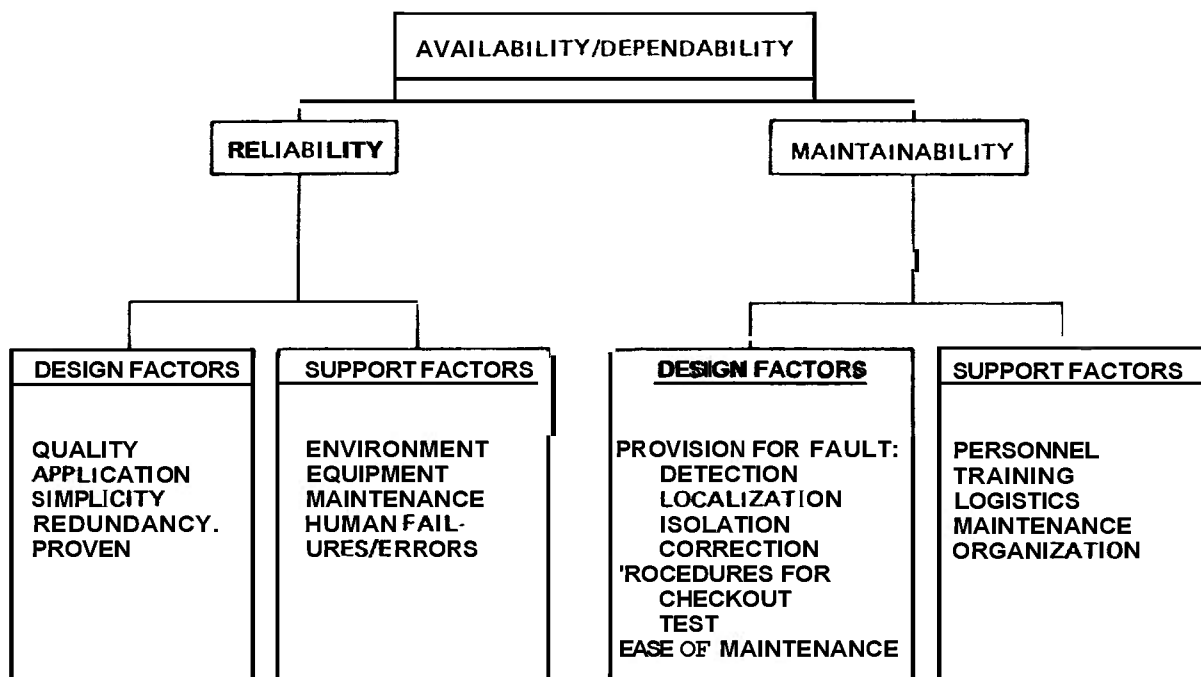 AVAILABILITY/DEPENDABILITY
RELIABILITY
MAINTAINABILITY
DESIGN FACTORS
QUALITY
APPLICATION
SIMPLICITY
REDUNDANCY.
PROVEN
SUPPORT FACTORS
ENVIRONMENT
EQUIPMENT
MAINTENANCE
HUMAN FAIL-
URES/ERRORS
DESIGN FACTORS
PROVISION FOR FAULT:
DETECTION
LOCALIZATION
ISOLATION
CORRECTION
'ROCEDURES FOR
CHECKOUT
TEST
EASE OF MAINTENANCE
SUPPORT FACTORS
PERSONNEL
TRAINING
LOGISTICS
MAINTENANCE
ORGANIZATION